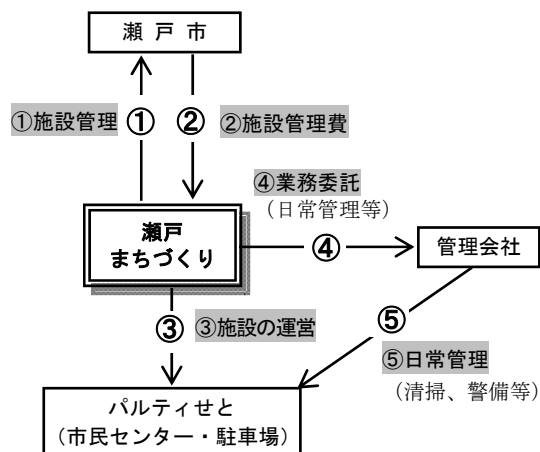 瀬 戸 市
①施設管理
①
②
②施設管理費
④業務委託
（日常管理等）
瀬戸
まちづくり
④
管理会社
③
③施設の運営
⑤
⑤日常管理
（清掃、警備等）
パルティせと
（市民センター・駐車場）